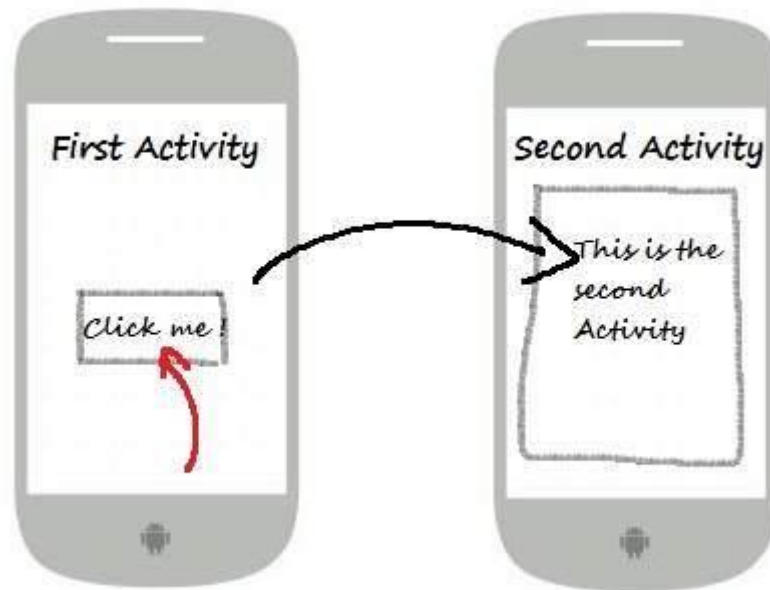 First Activity
Click me !
Second Activity
This is the
second
Activity